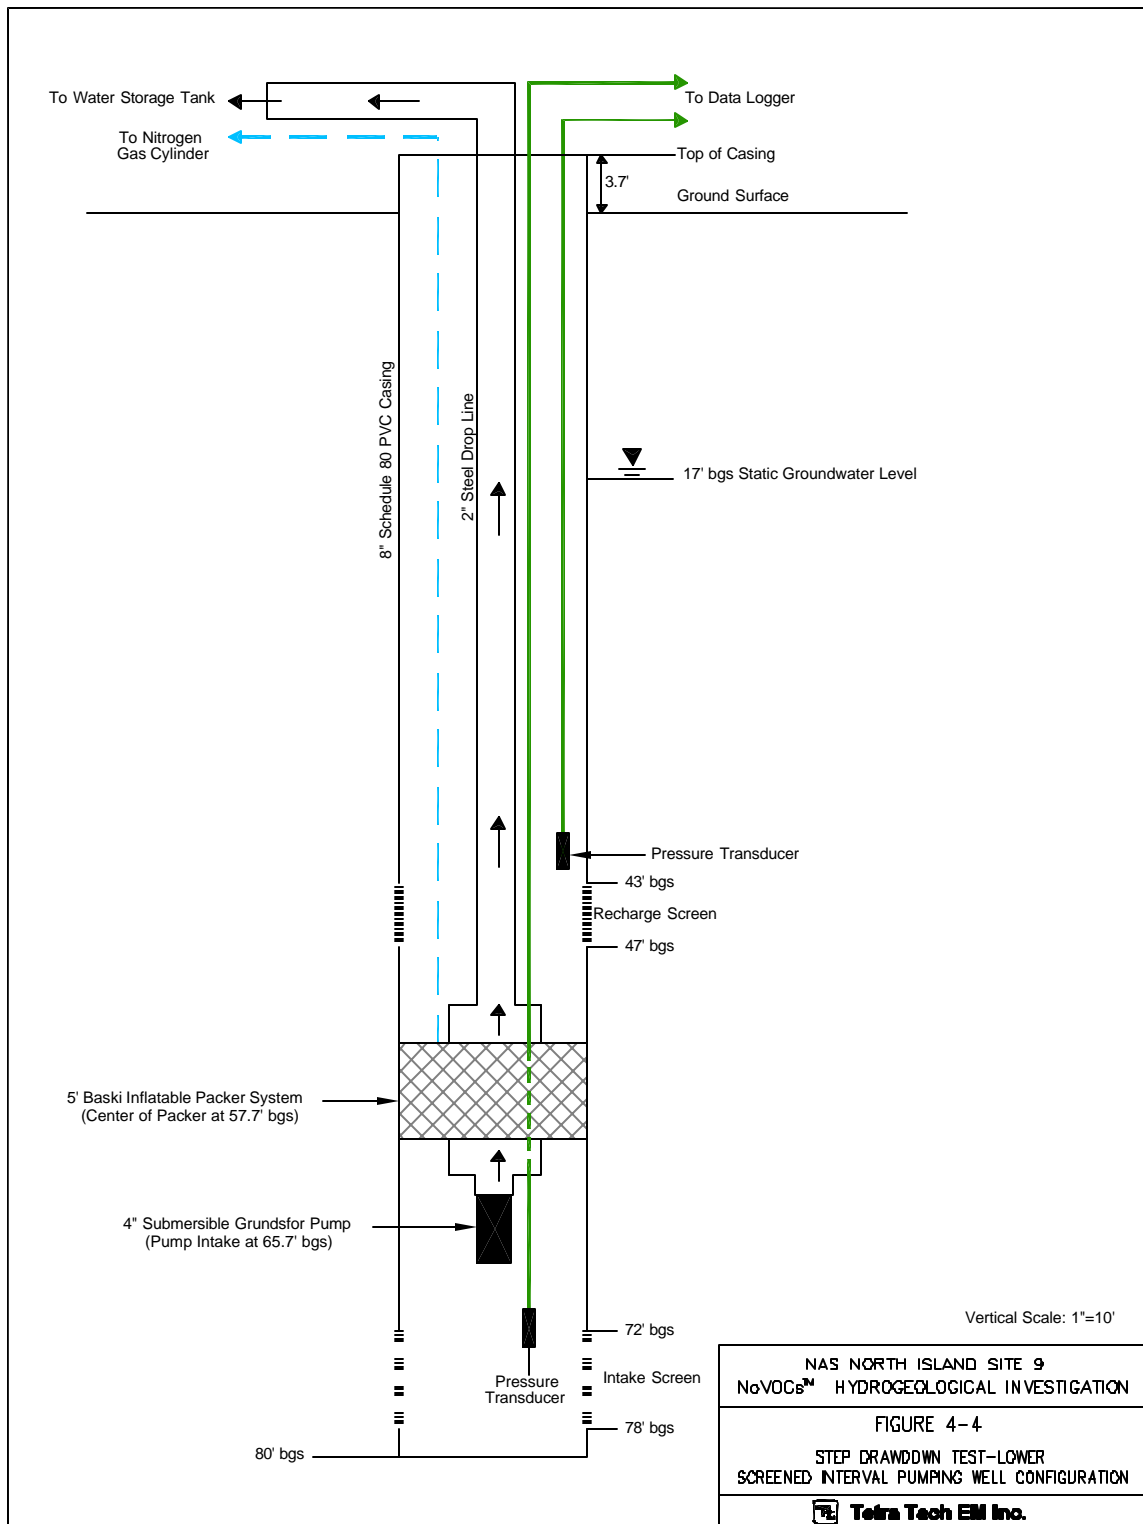 To Water Storage Tank
To Data Logger
To Nitrogen
Gas Cylinder
Top of Casing
3.7'
Ground Surface
8" Schedule 80 PVC Casing
2" Steel Drop Line
17' bgs Static Groundwater Level
Pressure Transducer
43' bgs
Recharge Screen
47' bgs
5' Baski Inflatable Packer System
(Center of Packer at 57.7' bgs)
4" Submersible Grundsfor Pump
(Pump Intake at 65.7' bgs)
Vertical Scale: 1"=10'
72' bgs
Intake Screen
Pressure
Transducer
78' bgs
80' bgs
NAS NORTH ISLAND SITE 9
NoVOCs™ HYDROGEOLOGICAL INVESTIGATION
FIGURE 4-4
STEP DRAWDDWN TEST-LOWER
SCREENED INTERVAL PUMPING WELL CONFIGURATION
Tetra Tech EM Inc.